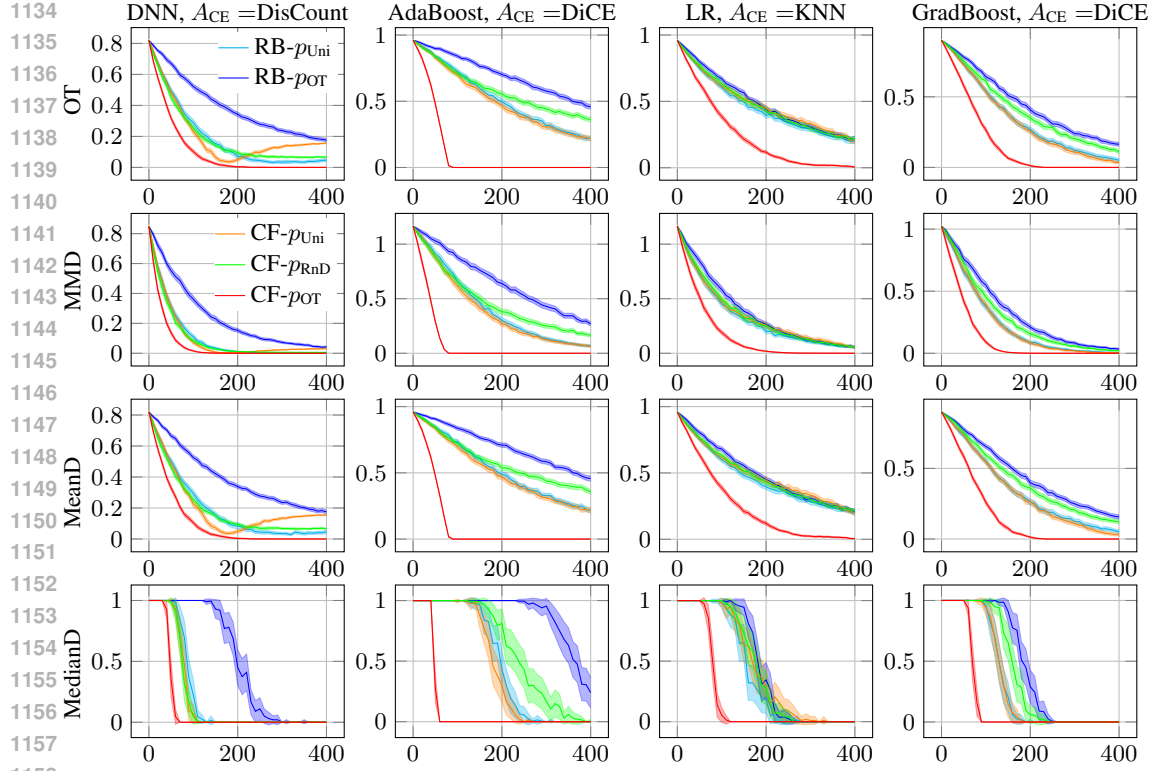 DNN, A_CE =DisCount AdaBoost, A_CE =DiCE LR, A_CE =KNN GradBoost, A_CE =DiCE
1134
1135
1136
1137
1138
1139
1140
1141
1142
1143
1144
1145
1146
1147
1148
1149
1150
1151
1152
1153
1154
1155
1156
1157
1158
OT
0.8
0.6
0.4
0.2
0
RB-p_Uni
RB-p_OT
0 200 400
1
0.5
0
0 200 400
1
0.5
0
0 200 400
0.5
0
0 200 400
MMD
0.8
0.6
0.4
0.2
0
CF-p_Uni
CF-p_RnD
CF-p_OT
0 200 400
1
0.5
0
0 200 400
1
0.5
0
0 200 400
1
0.5
0
0 200 400
MeanD
0.8
0.6
0.4
0.2
0
0 200 400
1
0.5
0
0 200 400
1
0.5
0
0 200 400
0.5
0
0 200 400
MedianD
1
0.5
0
0 200 400
1
0.5
0
0 200 400
1
0.5
0
0 200 400
1
0.5
0
0 200 400